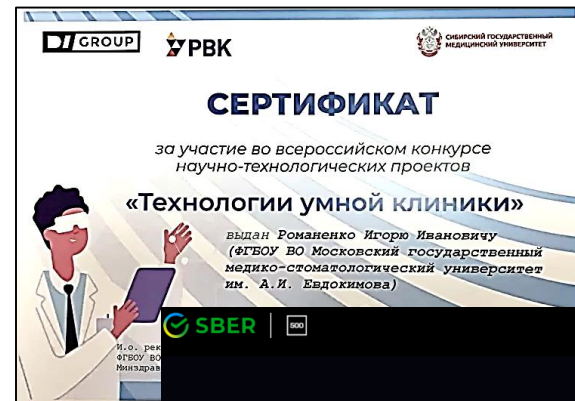 DI GROUP
РВК
СИБИРСКИЙ ГОСУДАРСТВЕННЫЙ
МЕДИЦИНСКИЙ УНИВЕРСИТЕТ
СЕРТИФИКАТ
за участие во всероссийском конкурсе
научно-технологических проектов
«Технологии умной клиники»
выдан Романенко Игорю Ивановичу
(ФГБОУ ВО Московский государственный
медико-стоматологический университет
им. А.И. Евдокимова)
SBER
500
И.о. рек
ФГБОУ ВО
Минздрав